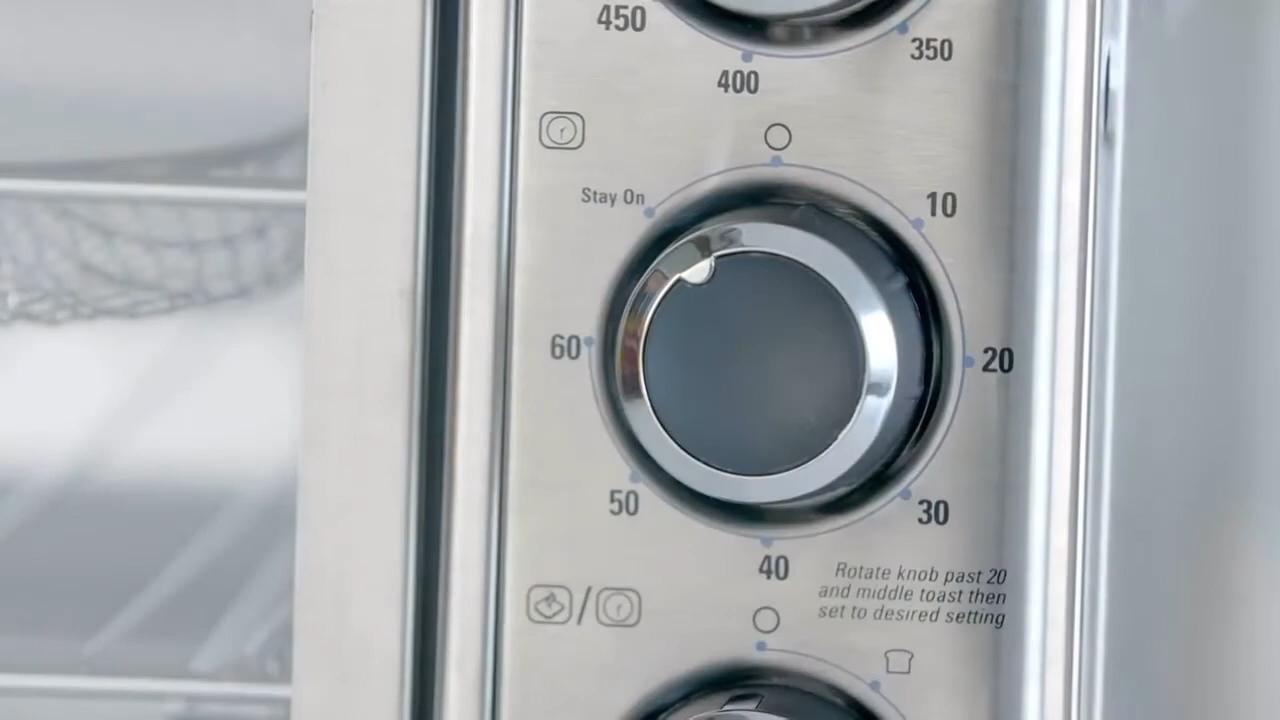 450
350
400
Stay On
10
60
20
50
30
40
Rotate knob past 20
and middle toast then
set to desired setting
/